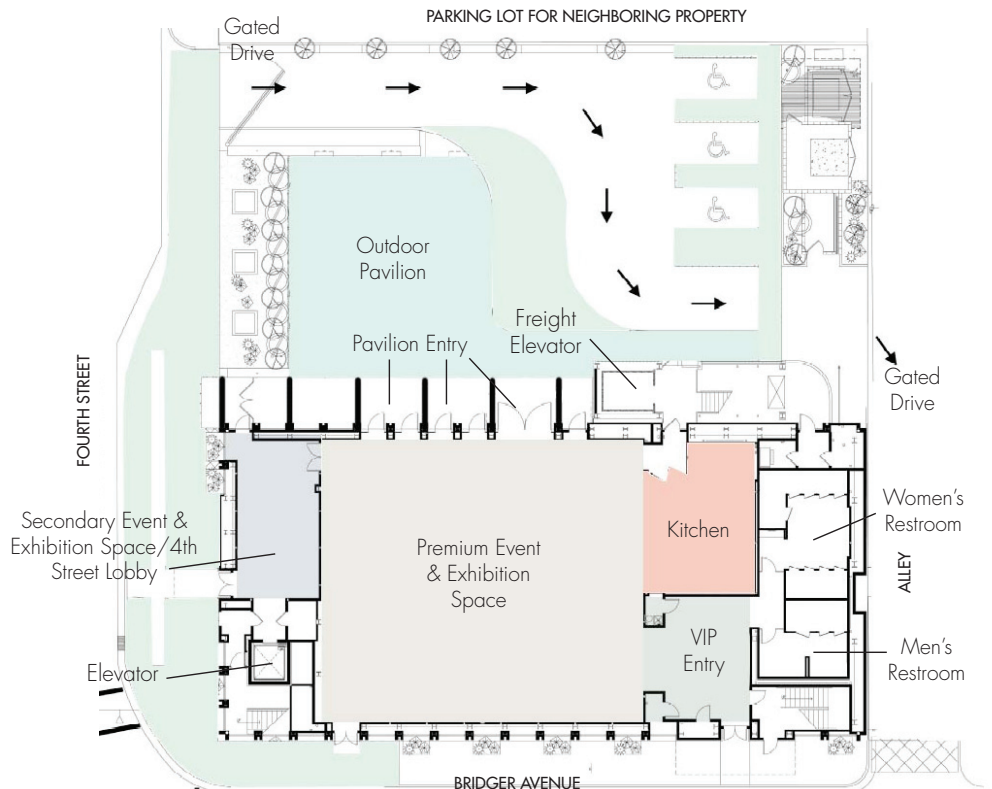 PARKING LOT FOR NEIGHBORING PROPERTY
Gated
Drive
Outdoor
Pavilion
Freight
Elevator
Pavilion Entry
Gated
Drive
FOURTH STREET
Secondary Event &
Exhibition Space/4th
Street Lobby
Premium Event
& Exhibition
Space
Kitchen
Women’s
Restroom
ALLEY
VIP
Entry
Men’s
Restroom
Elevator
BRIDGER AVENUE